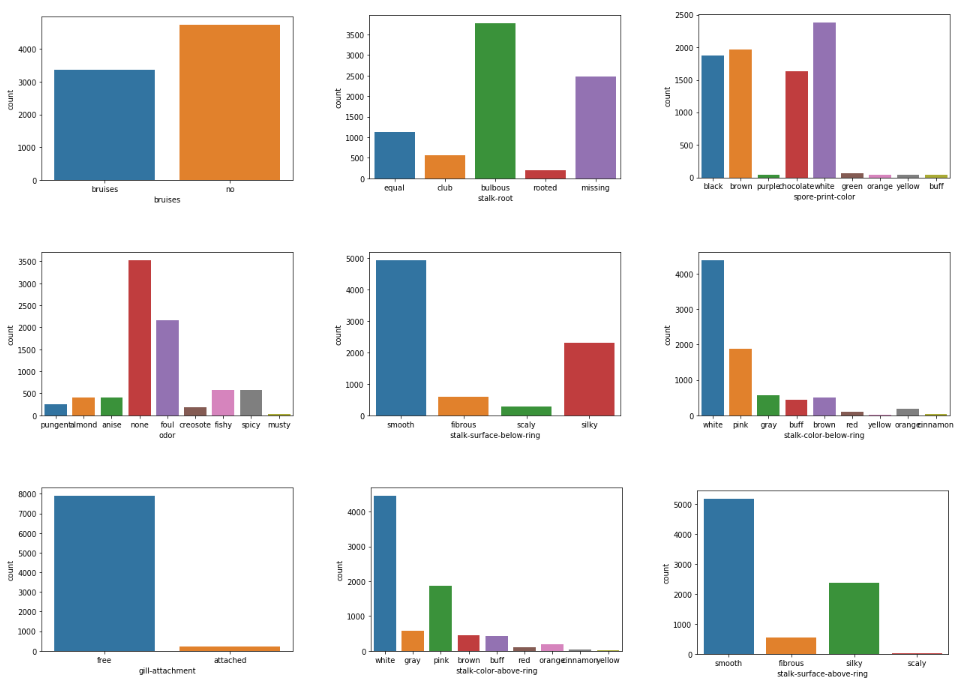 4000
3000
2000
1000
0
count
bruises no
bruises
3500
3000
2500
2000
1500
1000
500
0
count
equal club bulbous rooted missing
stalk-root
2500
2000
1500
1000
500
0
count
black brown purple chocolate white green orange yellow buff
spore-print-color
3500
3000
2500
2000
1500
1000
500
0
count
pungent almond anise none foul creosote fishy spicy musty
odor
5000
4000
3000
2000
1000
0
count
smooth fibrous scaly silky
stalk-surface-below-ring
4000
3000
2000
1000
0
count
white pink gray buff brown red yellow orange cinnamon
stalk-color-below-ring
8000
7000
6000
5000
4000
3000
2000
1000
0
count
free attached
gill-attachment
4000
3000
2000
1000
0
count
white gray pink brown buff red orange cinnamon yellow
stalk-color-above-ring
5000
4000
3000
2000
1000
0
count
smooth fibrous silky scaly
stalk-surface-above-ring